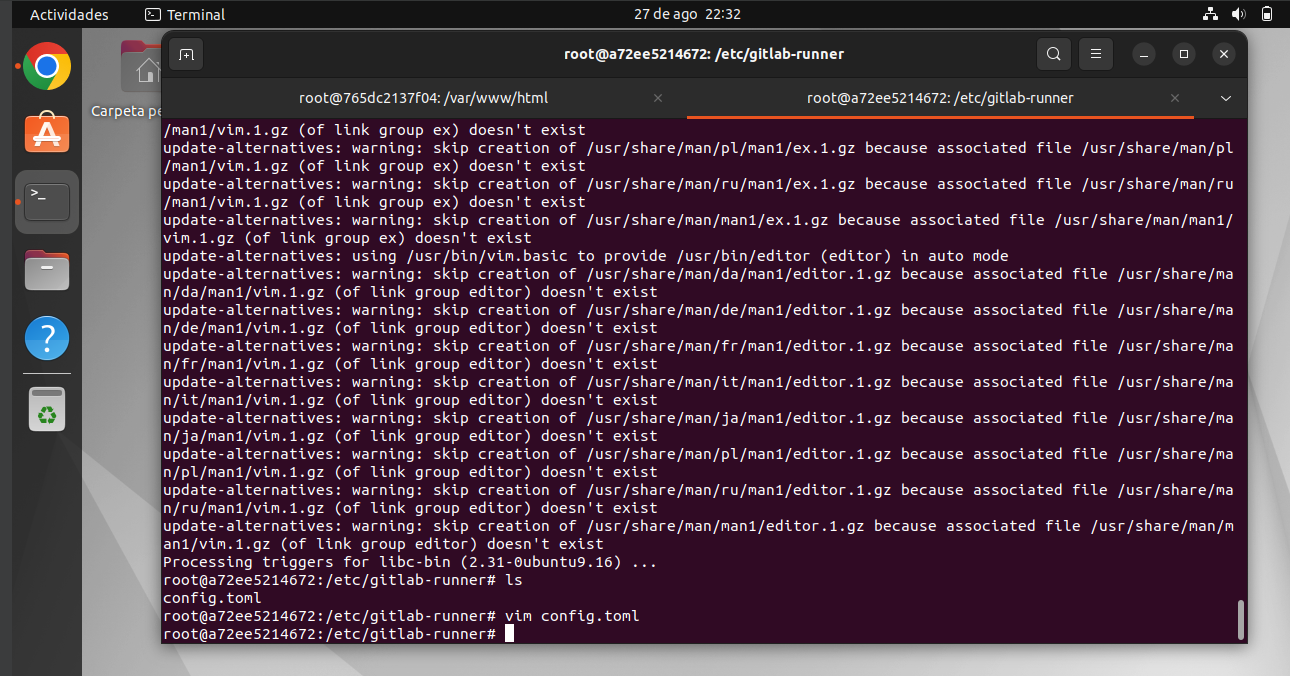 Actividades
Terminal
27 de ago 22:32
Carpeta pe
root@a72ee5214672: /etc/gitlab-runner
root@765dc2137f04: /var/www/html
root@a72ee5214672: /etc/gitlab-runner
/man1/vim.1.gz (of link group ex) doesn't exist
update-alternatives: warning: skip creation of /usr/share/man/pl/man1/ex.1.gz because associated file /usr/share/man/pl
/man1/vim.1.gz (of link group ex) doesn't exist
update-alternatives: warning: skip creation of /usr/share/man/ru/man1/ex.1.gz because associated file /usr/share/man/ru
/man1/vim.1.gz (of link group ex) doesn't exist
update-alternatives: warning: skip creation of /usr/share/man/man1/ex.1.gz because associated file /usr/share/man/man1/
vim.1.gz (of link group ex) doesn't exist
update-alternatives: using /usr/bin/vim.basic to provide /usr/bin/editor (editor) in auto mode
update-alternatives: warning: skip creation of /usr/share/man/da/man1/editor.1.gz because associated file /usr/share/ma
n/da/man1/vim.1.gz (of link group editor) doesn't exist
update-alternatives: warning: skip creation of /usr/share/man/de/man1/editor.1.gz because associated file /usr/share/ma
n/de/man1/vim.1.gz (of link group editor) doesn't exist
update-alternatives: warning: skip creation of /usr/share/man/fr/man1/editor.1.gz because associated file /usr/share/ma
n/fr/man1/vim.1.gz (of link group editor) doesn't exist
update-alternatives: warning: skip creation of /usr/share/man/it/man1/editor.1.gz because associated file /usr/share/ma
n/it/man1/vim.1.gz (of link group editor) doesn't exist
update-alternatives: warning: skip creation of /usr/share/man/ja/man1/editor.1.gz because associated file /usr/share/ma
n/ja/man1/vim.1.gz (of link group editor) doesn't exist
update-alternatives: warning: skip creation of /usr/share/man/pl/man1/editor.1.gz because associated file /usr/share/ma
n/pl/man1/vim.1.gz (of link group editor) doesn't exist
update-alternatives: warning: skip creation of /usr/share/man/ru/man1/editor.1.gz because associated file /usr/share/ma
n/ru/man1/vim.1.gz (of link group editor) doesn't exist
update-alternatives: warning: skip creation of /usr/share/man/man1/editor.1.gz because associated file /usr/share/man/m
an1/vim.1.gz (of link group editor) doesn't exist
Processing triggers for libc-bin (2.31-0ubuntu9.16) ...
root@a72ee5214672:/etc/gitlab-runner# ls
config.toml
root@a72ee5214672:/etc/gitlab-runner# vim config.toml
root@a72ee5214672:/etc/gitlab-runner#